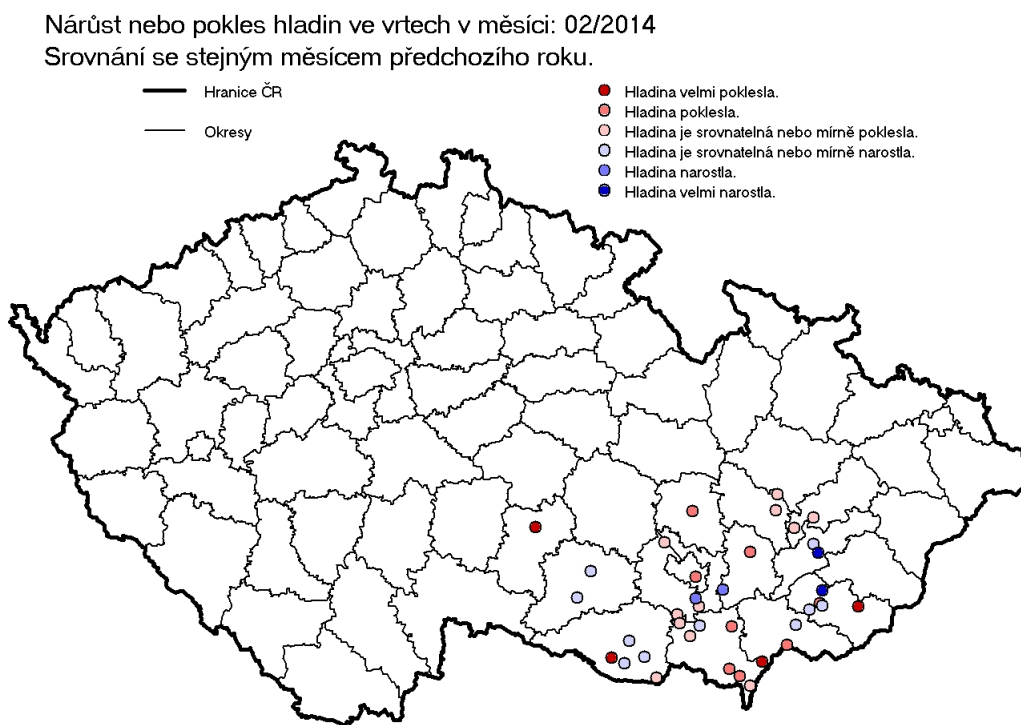 Nárůst nebo pokles hladin ve vrtech v měsíci: 02/2014
Srovnání se stejným měsícem předchozího roku.
Hranice ČR
Okresy
Hladina velmi poklesla.
Hladina poklesla.
Hladina je srovnatelná nebo mírně poklesla.
Hladina je srovnatelná nebo mírně narostla.
Hladina narostla.
Hladina velmi narostla.